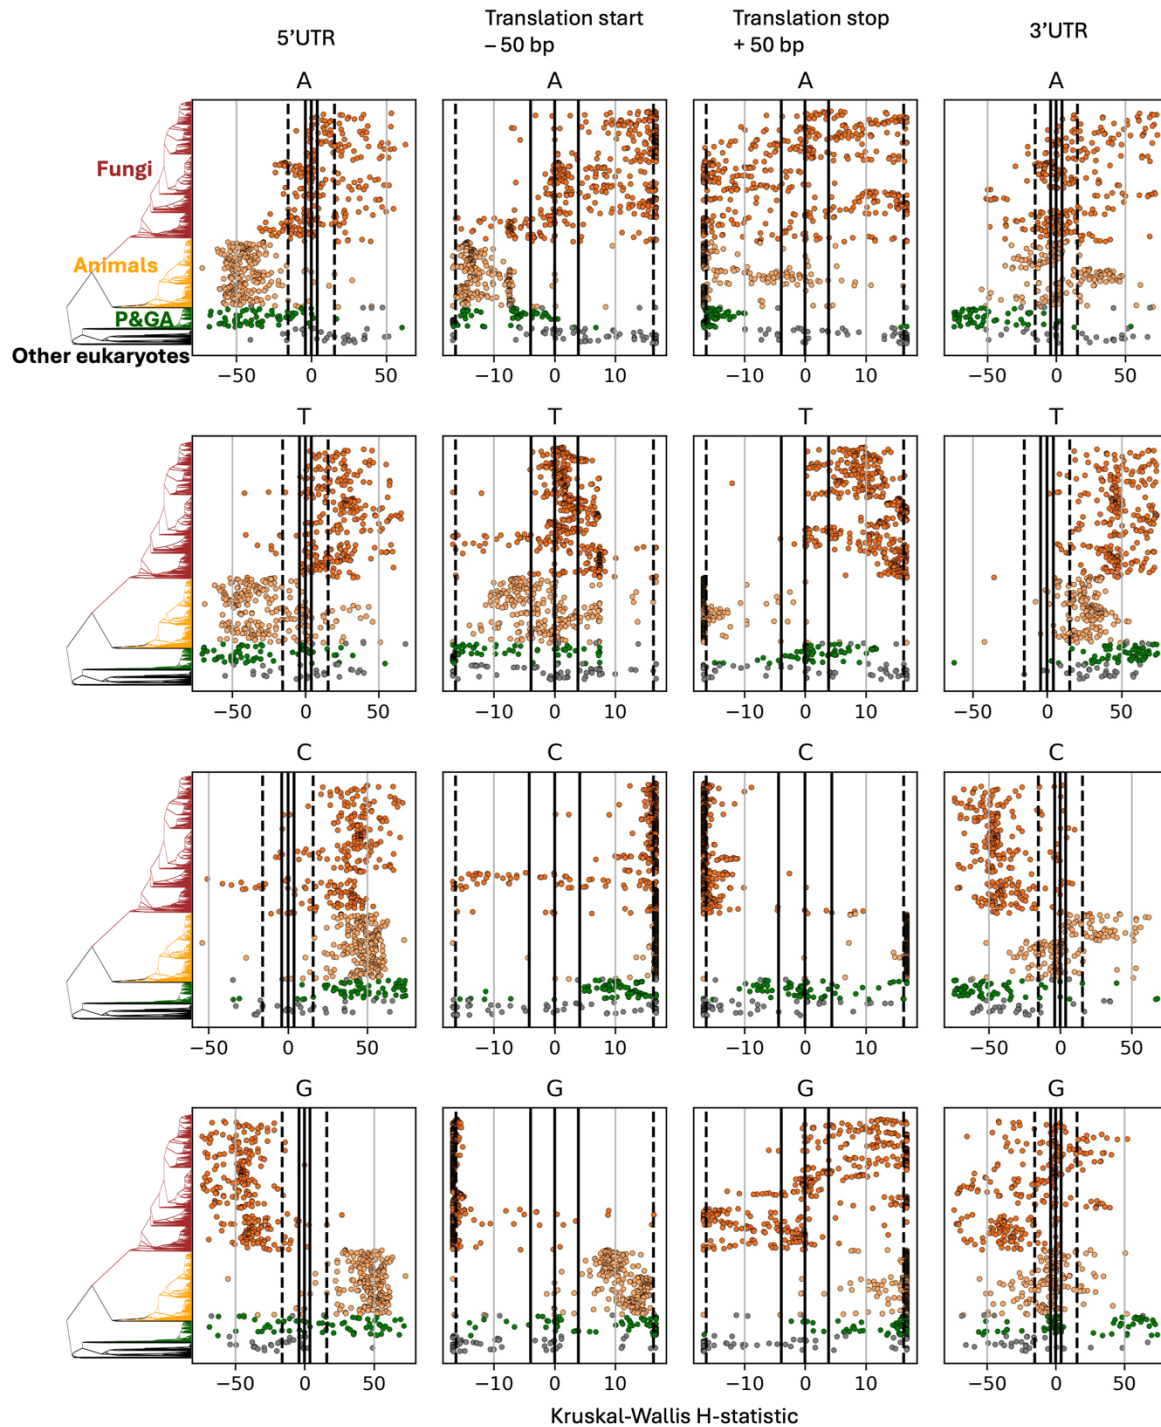 5’UTR
Translation start
– 50 bp
Translation stop
+ 50 bp
3’UTR
A
A
A
A
Fungi
Animals
P&GA
Other eukaryotes
−50 0 50
−10 0 10
−10 0 10
−50 0 50
T
T
T
T
−50 0 50
−10 0 10
−10 0 10
−50 0 50
C
C
C
C
−50 0 50
−10 0 10
−10 0 10
−50 0 50
G
G
G
G
−50 0 50
−10 0 10
−10 0 10
−50 0 50
Kruskal-Wallis H-statistic